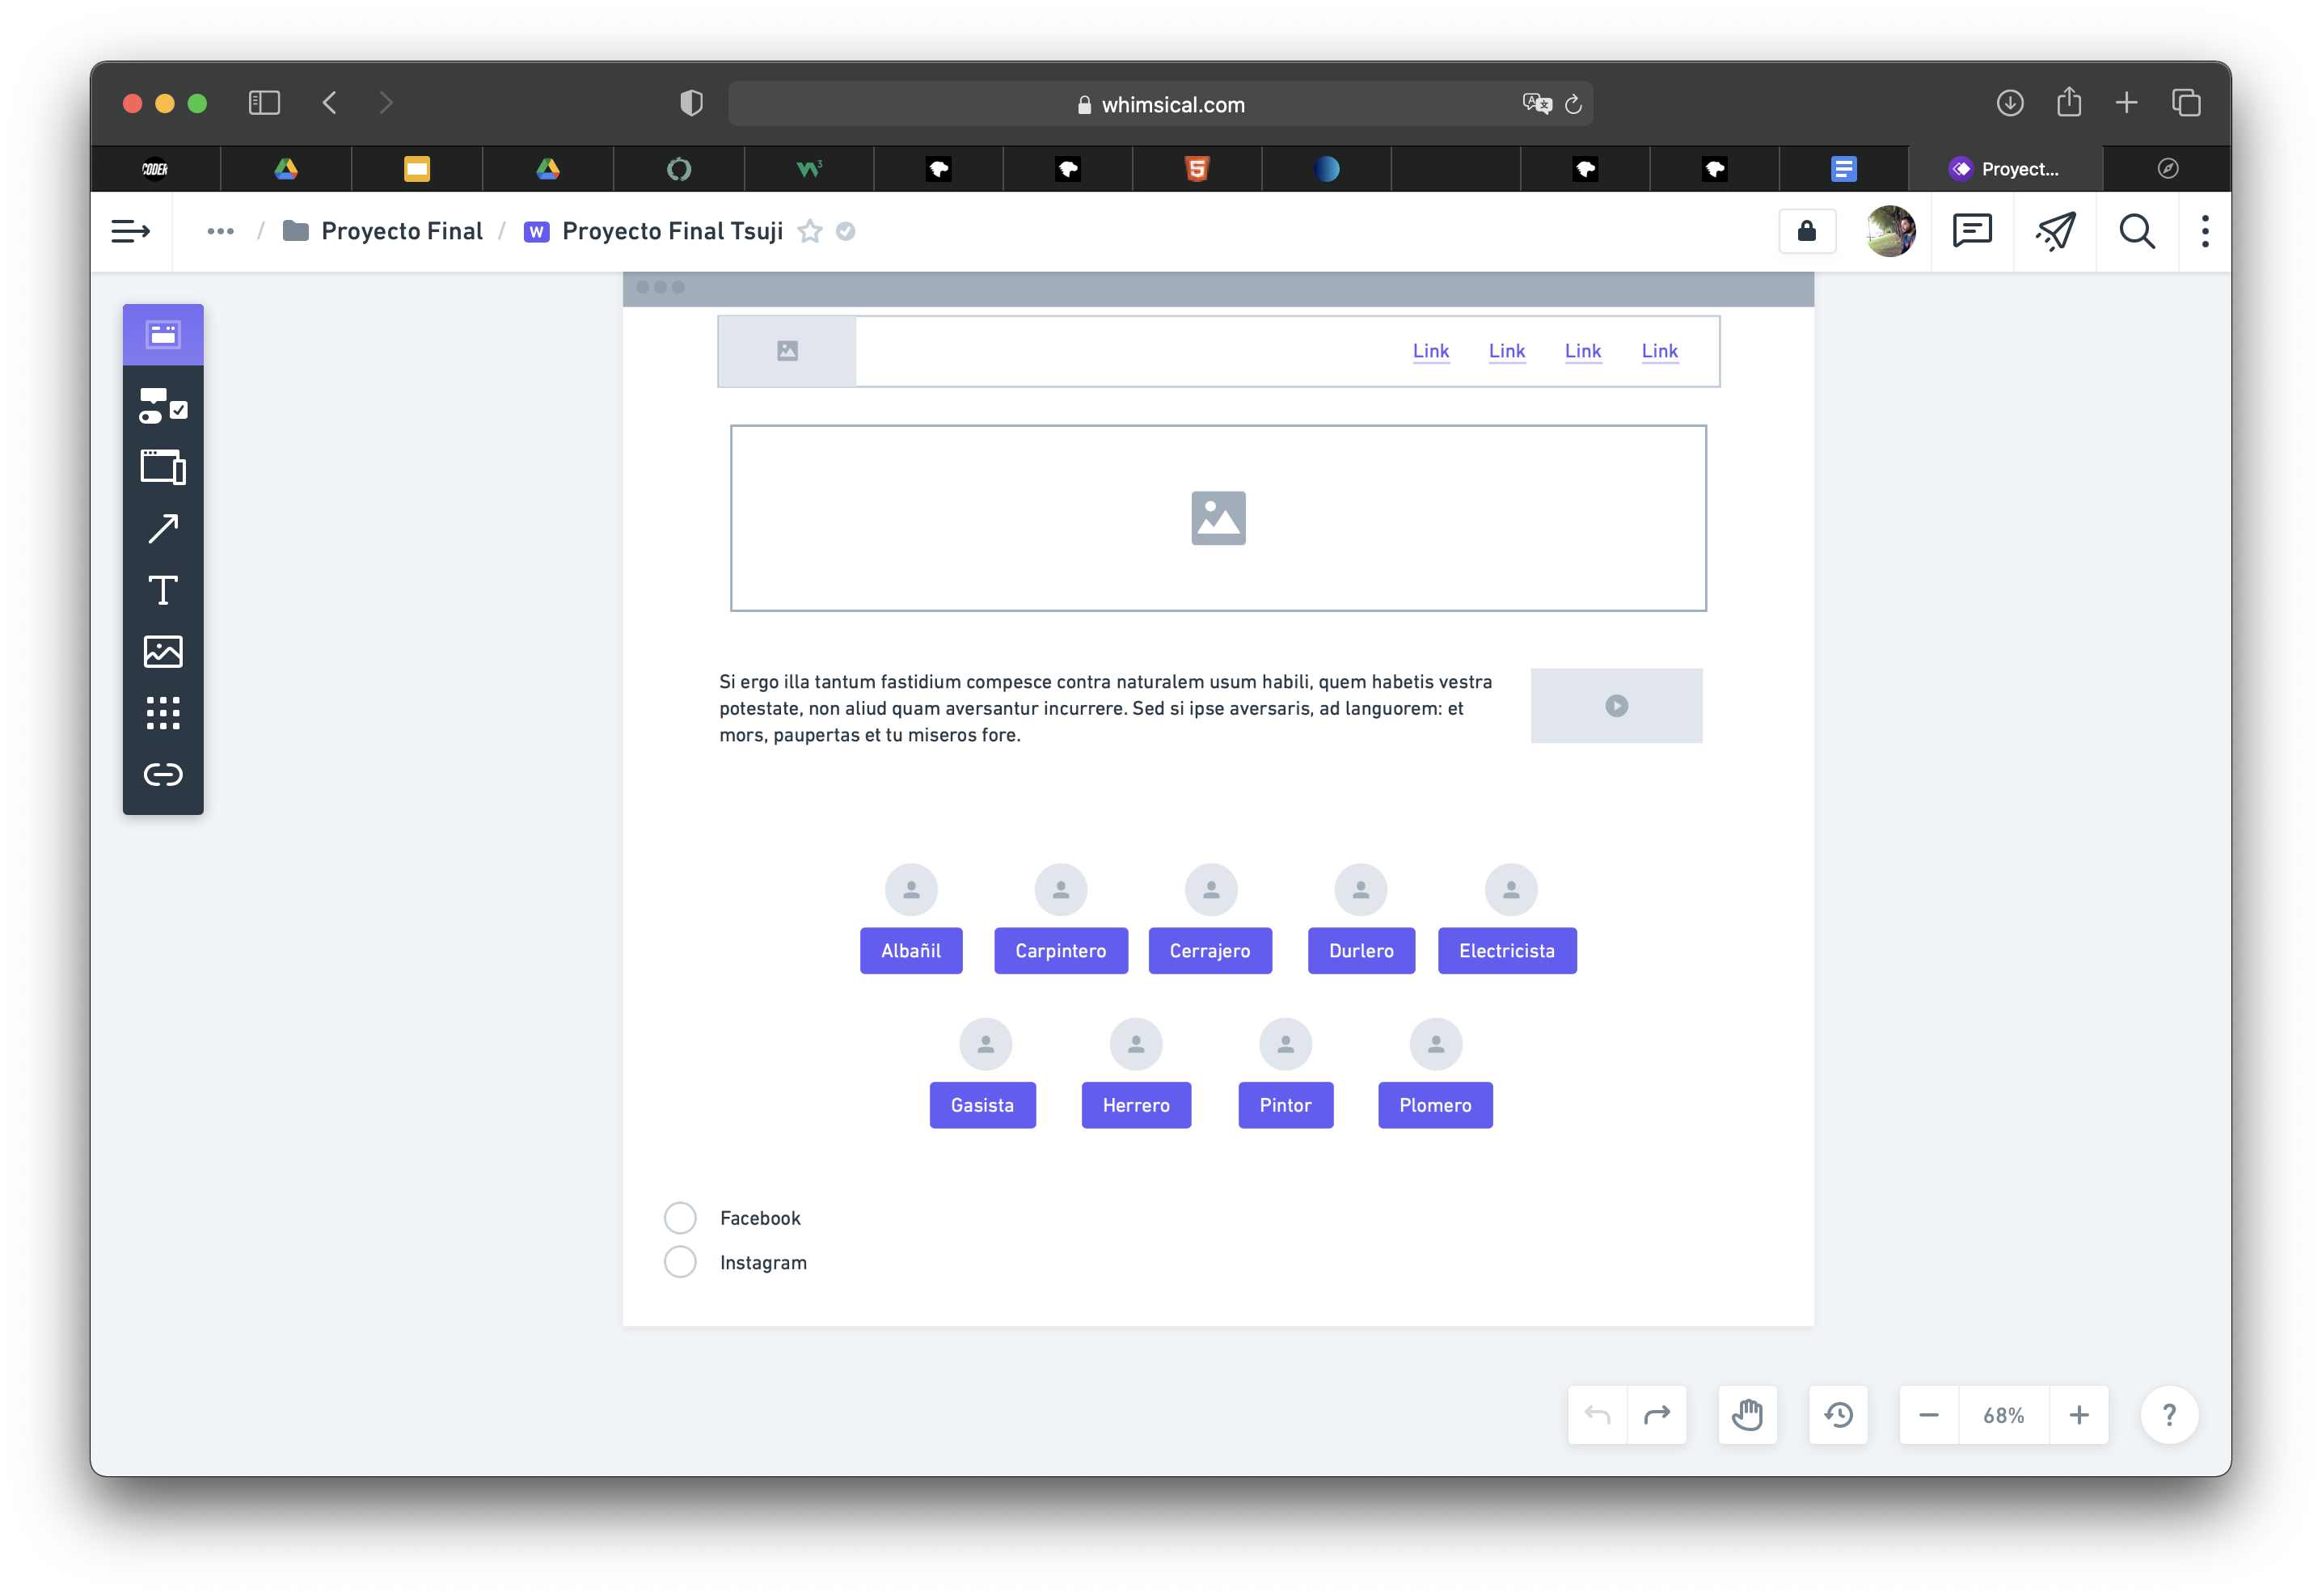 whimsical.com
CODER
W3
5
Proyect...
... / Proyecto Final / W Proyecto Final Tsuji
Link Link Link Link
T
Si ergo illa tantum fastidium compesce contra naturalem usum habili, quem habetis vestra
potestate, non aliud quam aversantur incurrere. Sed si ipse aversaris, ad languorem: et
mors, paupertas et tu miseros fore.
Albañil Carpintero Cerrajero Durlero Electricista
Gasista Herrero Pintor Plomero
Facebook
Instagram
68% ?